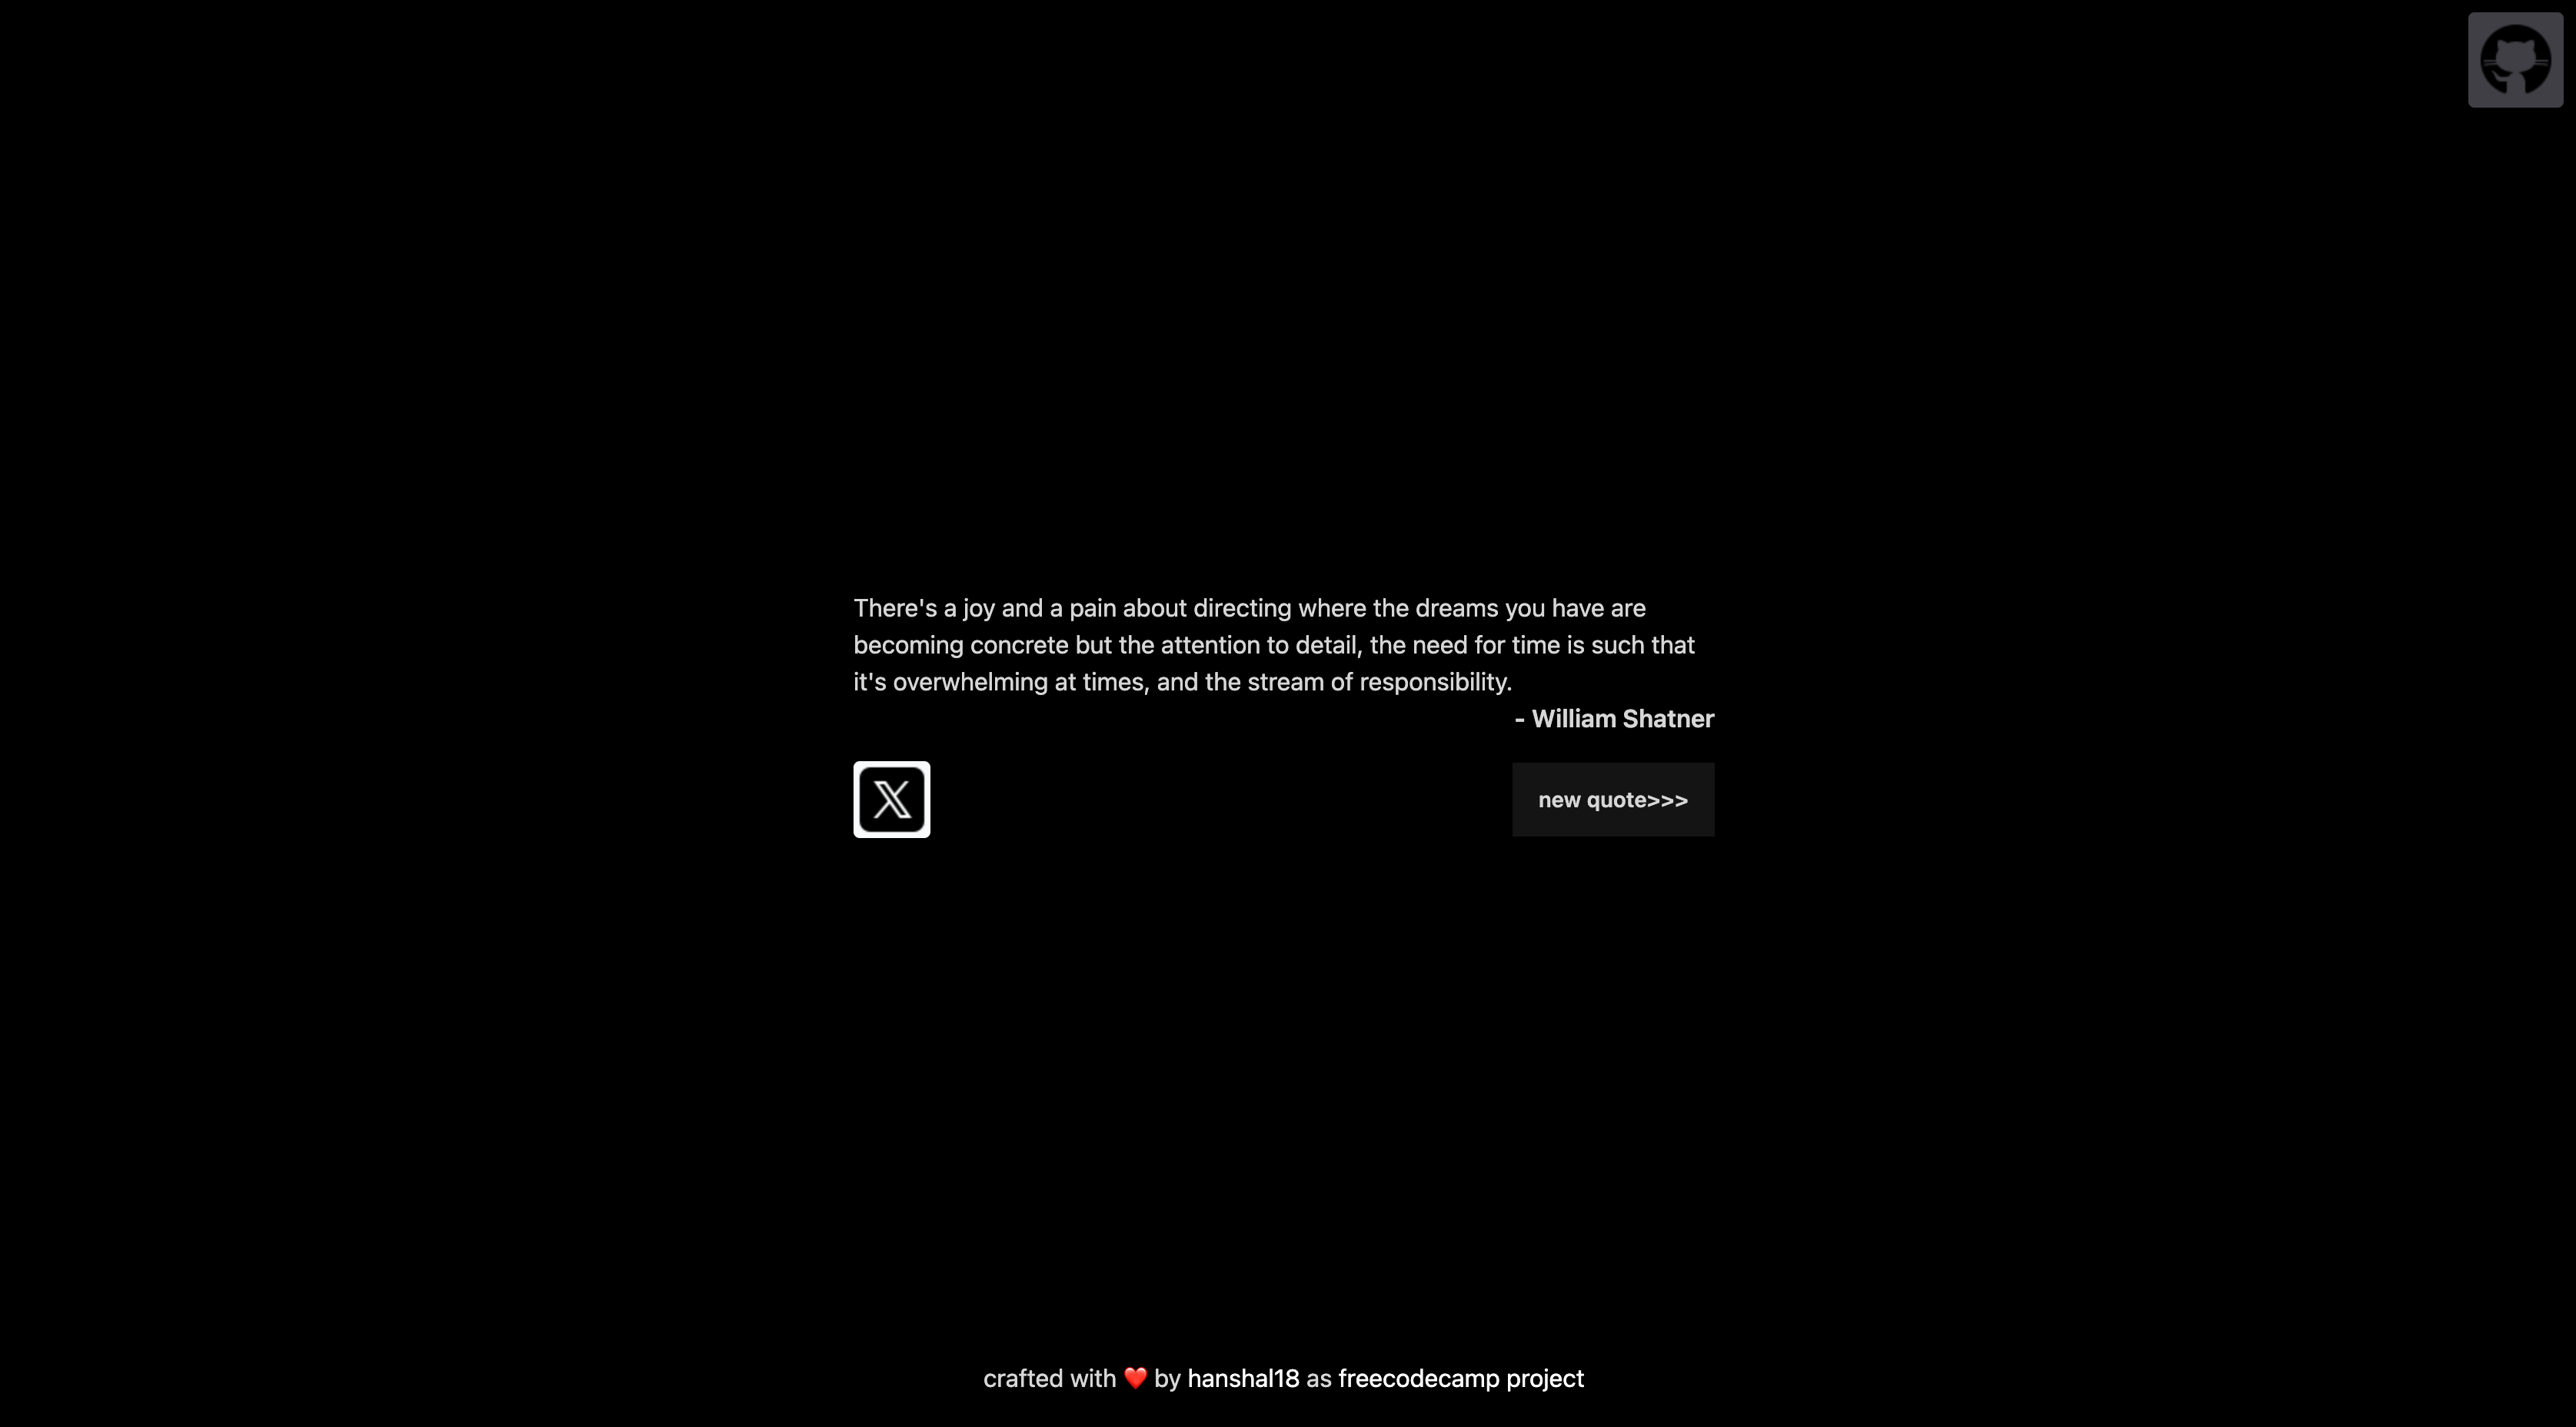 There's a joy and a pain about directing where the dreams you have are
becoming concrete but the attention to detail, the need for time is such that
it's overwhelming at times, and the stream of responsibility.
- William Shatner
new quote>>>
crafted with ❤️ by hanshal18 as freecodecamp project